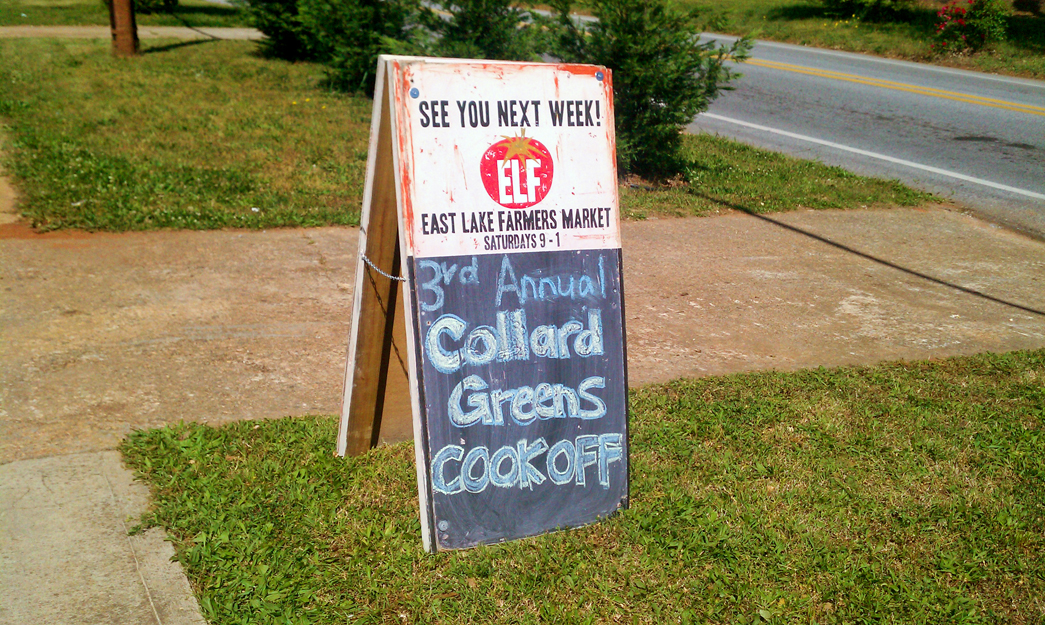 SEE YOU NEXT WEEK!
ELF
EAST LAKE FARMERS MARKET
SATURDAYS 9-1
3rd Annual
Collard
Greens
COOKOFF